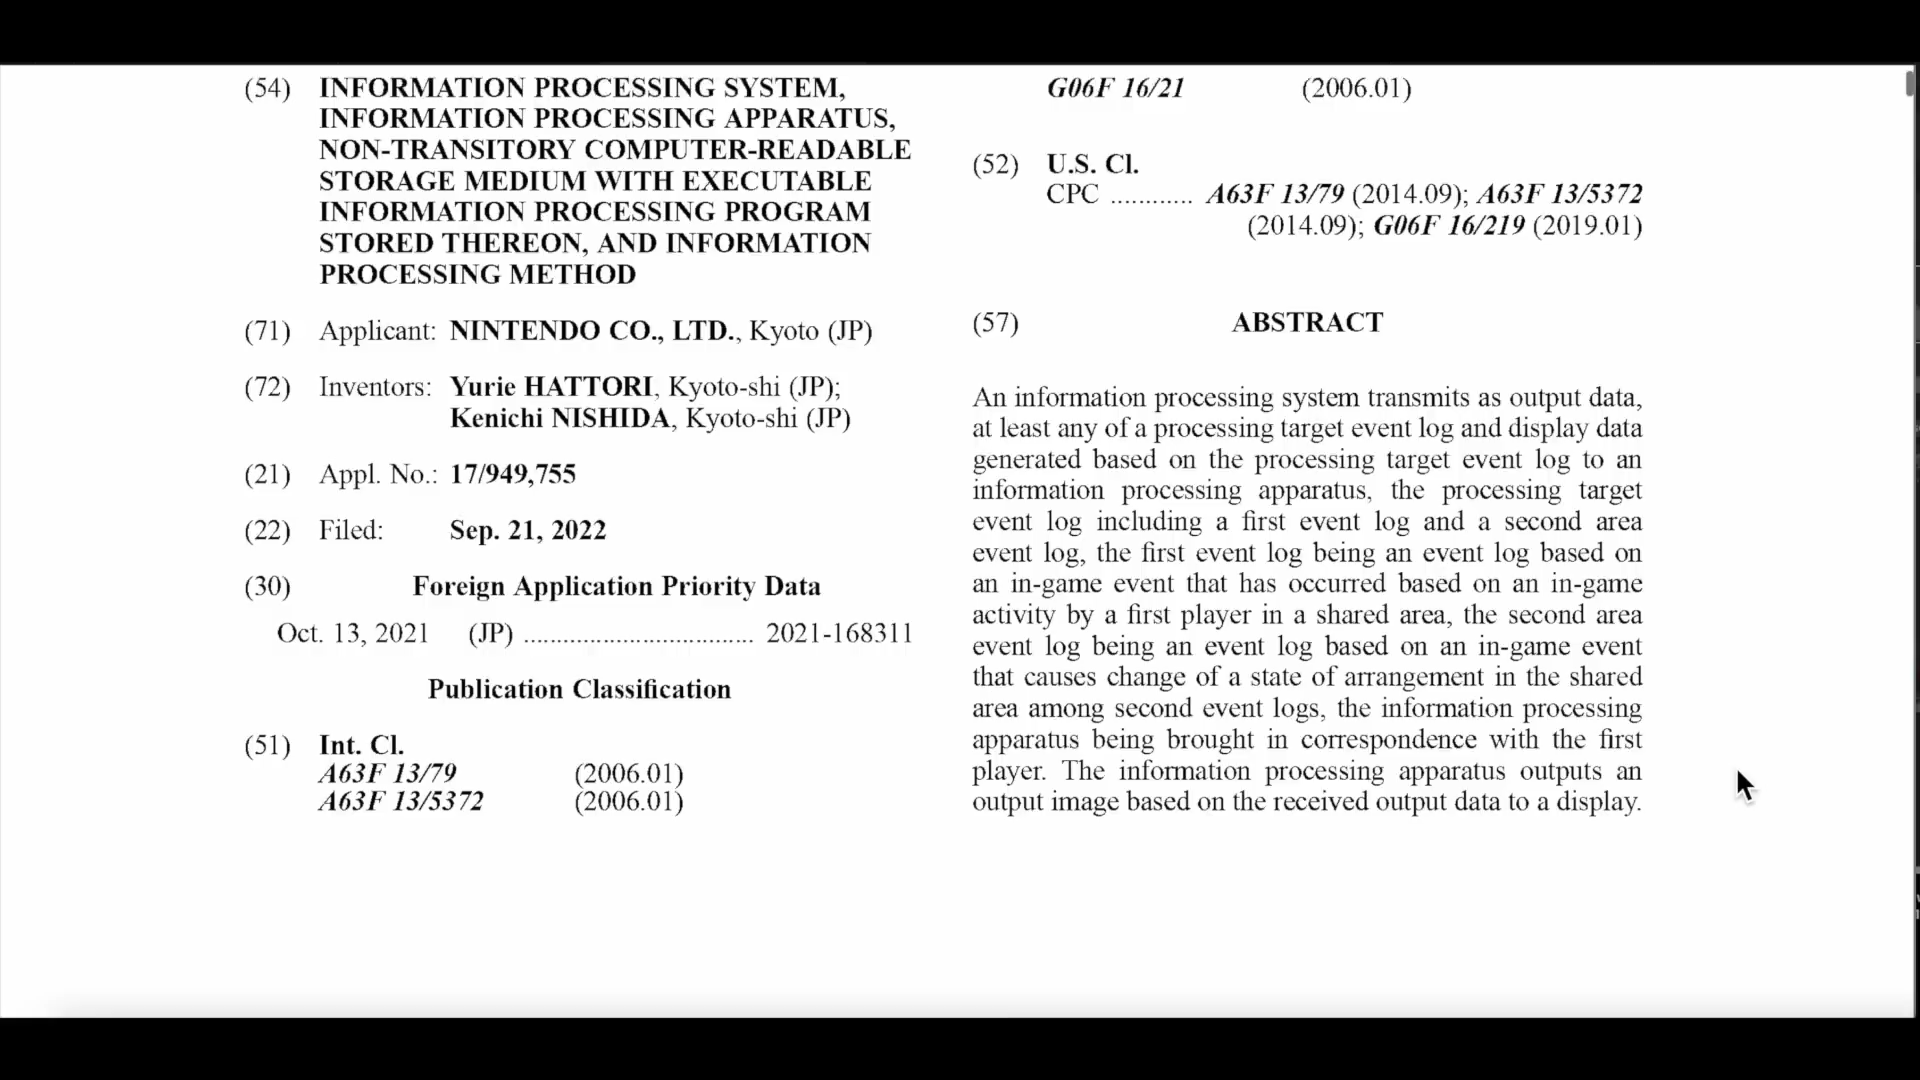 (54) INFORMATION PROCESSING SYSTEM,
INFORMATION PROCESSING APPARATUS,
NON-TRANSITORY COMPUTER-READABLE
STORAGE MEDIUM WITH EXECUTABLE
INFORMATION PROCESSING PROGRAM
STORED THEREON, AND INFORMATION
PROCESSING METHOD
(71) Applicant: NINTENDO CO., LTD., Kyoto (JP)
(72) Inventors: Yurie HATTORI, Kyoto-shi (JP);
Kenichi NISHIDA, Kyoto-shi (JP)
(21) Appl. No.: 17/949,755
(22) Filed: Sep. 21, 2022
(30) Foreign Application Priority Data
Oct. 13, 2021 (JP) ................................... 2021-168311
Publication Classification
(51) Int. Cl.
A63F 13/79 (2006.01)
A63F 13/5372 (2006.01)
G06F 16/21 (2006.01)
(52) U.S. Cl.
CPC ............ A63F 13/79 (2014.09); A63F 13/5372
(2014.09); G06F 16/219 (2019.01)
(57) ABSTRACT
An information processing system transmits as output data,
at least any of a processing target event log and display data
generated based on the processing target event log to an
information processing apparatus, the processing target
event log including a first event log and a second area
event log, the first event log being an event log based on
an in-game event that has occurred based on an in-game
activity by a first player in a shared area, the second area
event log being an event log based on an in-game event
that causes change of a state of arrangement in the shared
area among second event logs, the information processing
apparatus being brought in correspondence with the first
player. The information processing apparatus outputs an
output image based on the received output data to a display.